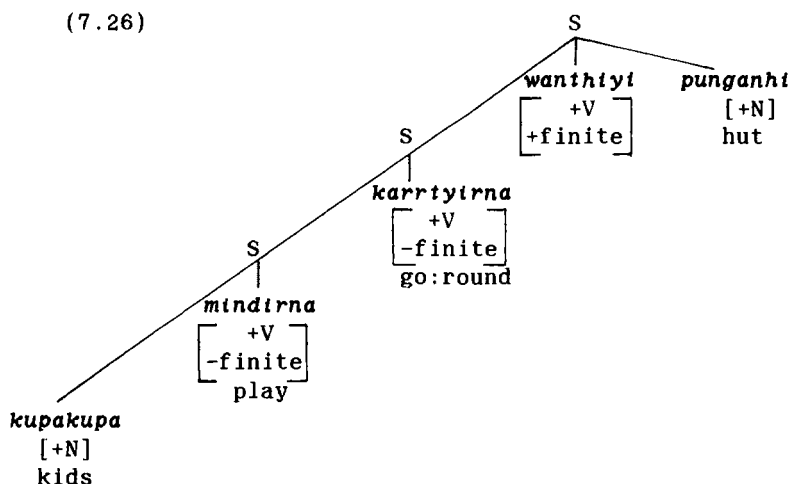 (7.26)
S
wanthiyi punganhi
+V [+N]
+finite hut
S
karrtyirna
+V
-finite
go:round
S
mindirna
+V
-finite
play
kupakupa
[+N]
kids